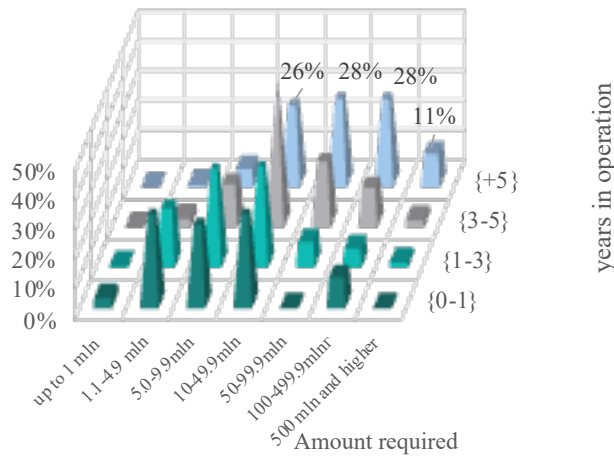 26%
28%
28%
11%
50%
40%
30%
20%
10%
0%
{+5}
{3-5}
{1-3}
{0-1}
years in operation
up to 1 mln
1.1-4.9 mln
5.0-9.9mln
10-49.9mln
50-99.9mln
100-499.9mlnr
500 mln and higher
Amount required